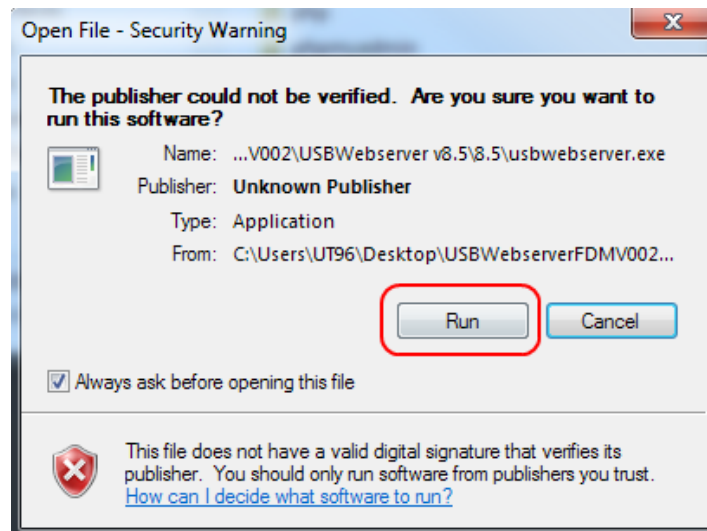 Open File - Security Warning
The publisher could not be verified. Are you sure you want to
run this software?
Name: ...V002\USBWebserver v8.5\8.5\usbwebserver.exe
Publisher: Unknown Publisher
Type: Application
From: C:\Users\UT96\Desktop\USBWebserverFDMV002...
Run Cancel
Always ask before opening this file
This file does not have a valid digital signature that verifies its
publisher. You should only run software from publishers you trust.
How can I decide what software to run?